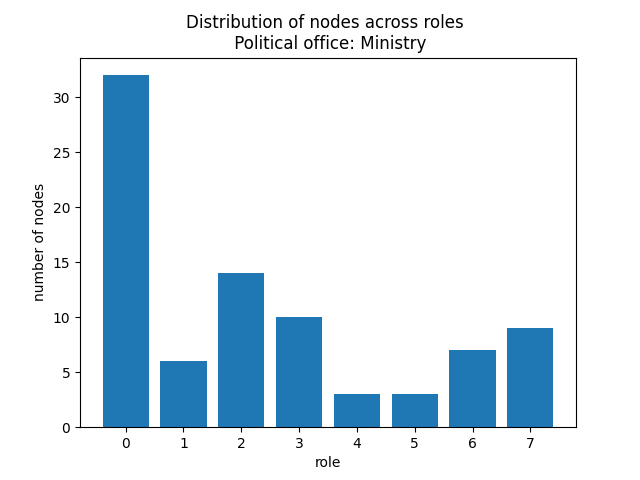 Distribution of nodes across roles
Political office: Ministry
number of nodes
30
25
20
15
10
5
0
0 1 2 3 4 5 6 7
role